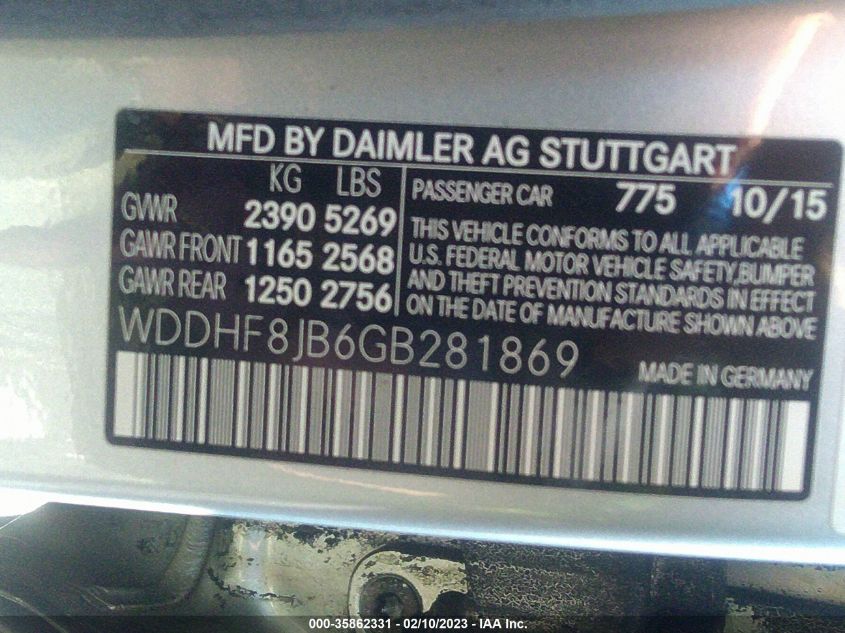 MFD BY DAIMLER AG STUTTGART
KG LBS
GVWR 2390 5269
GAWR FRONT 1165 2568
GAWR REAR 1250 2756
PASSENGER CAR 775 10/15
THIS VEHICLE CONFORMS TO ALL APPLICABLE
U.S. FEDERAL MOTOR VEHICLE SAFETY, BUMPER
AND THEFT PREVENTION STANDARDS IN EFFECT
ON THE DATE OF MANUFACTURE SHOWN ABOVE
WDDHF8JB6GB281869
MADE IN GERMANY
000-35862331 - 02/10/2023 - IAA Inc.